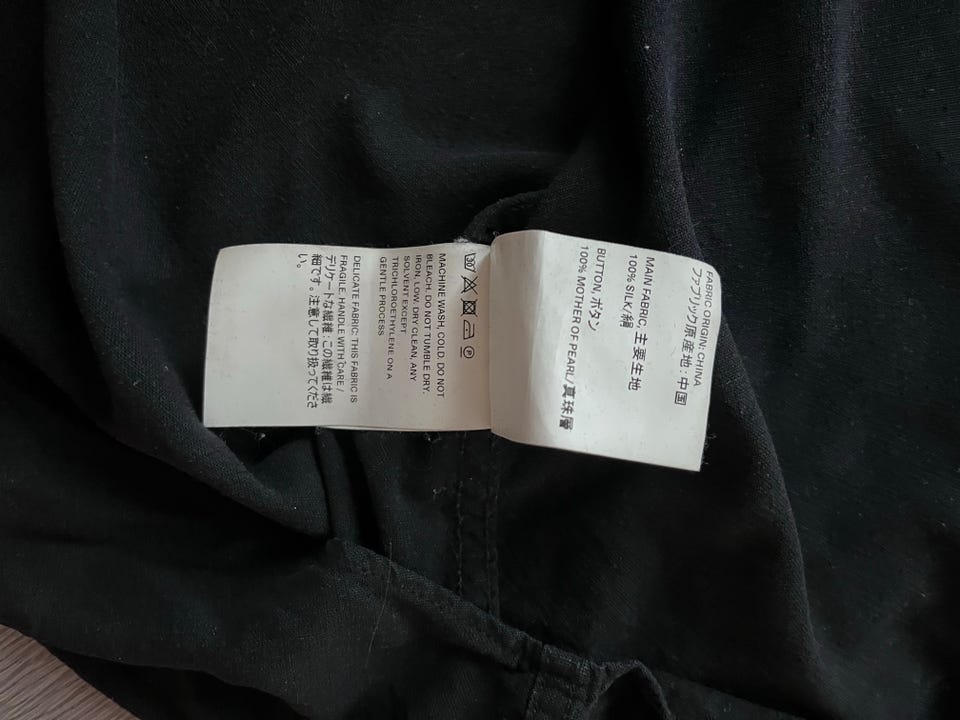 FABRIC ORIGIN: CHINA
ファブリック原産地：中国
MAIN FABRIC, 主要生地
100% SILK/絹
BUTTON, ボタン
100% MOTHER OF PEARL/真珠層
MACHINE WASH, COLD. DO NOT
BLEACH. DO NOT TUMBLE DRY.
IRON, LOW. DRY CLEAN, ANY
SOLVENT EXCEPT
TRICHLOROETHYLENE ON A
GENTLE PROCESS
DELICATE FABRIC: THIS FABRIC IS
FRAGILE. HANDLE WITH CARE /
デリケートな繊維：この繊維は繊
細です。注意して取り扱ってくださ
い。